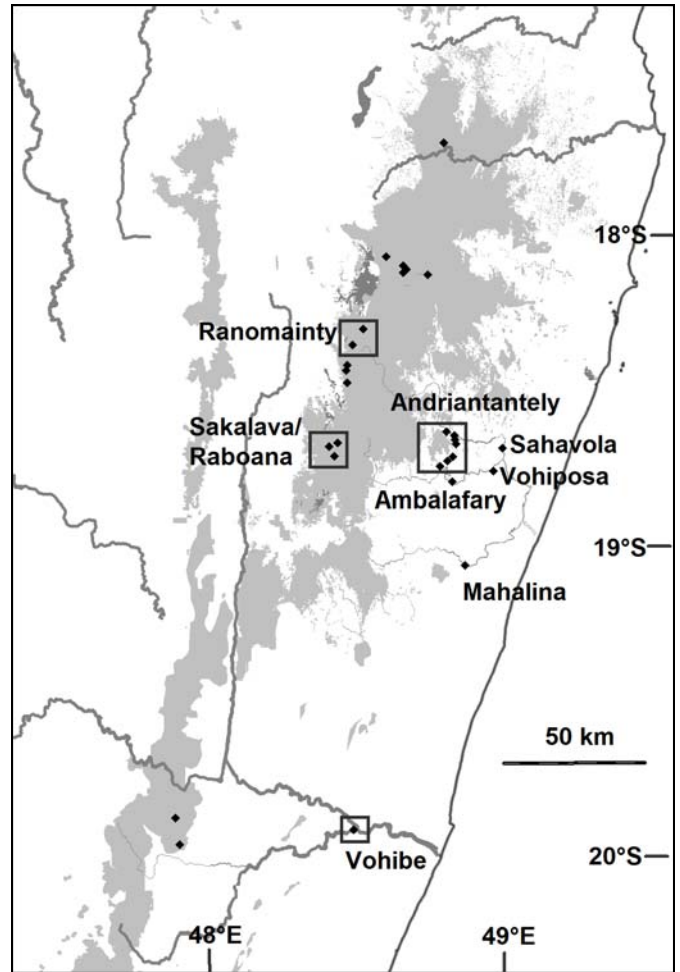 18°S
Ranomainty
Andriantantely
Sakalava/
Raboana
Sahavola
Vohiposa
Ambalafary
19°S
Mahalina
50 km
Vohibe
20°S
48°E
49°E